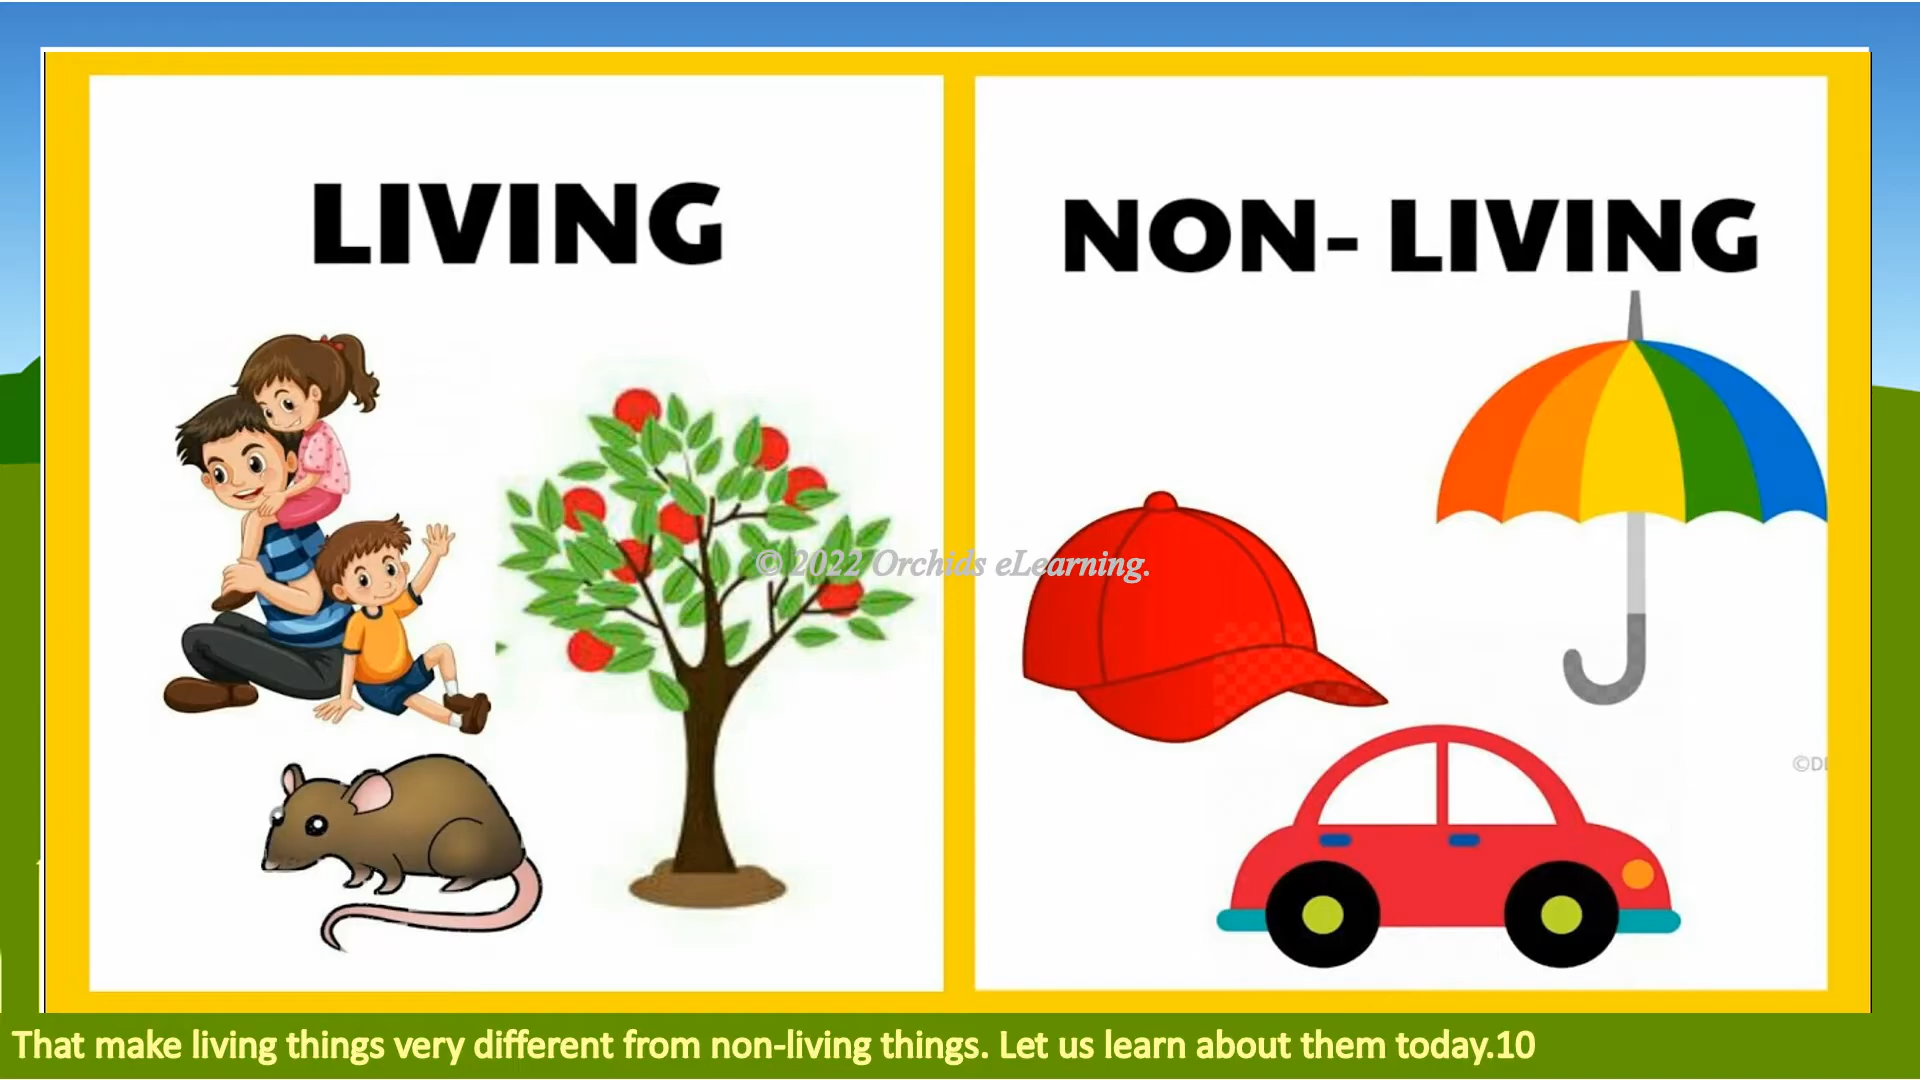 LIVING
NON- LIVING
© 2022 Orchids eLearning.
That make living things very different from non-living things. Let us learn about them today.10